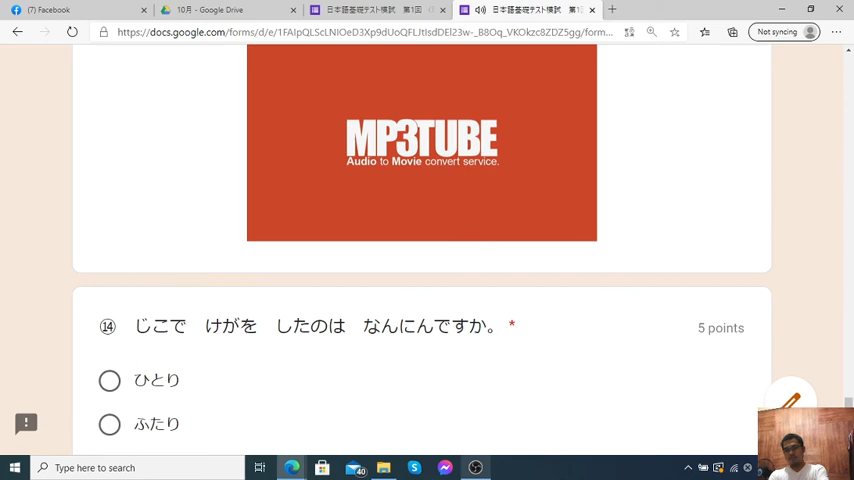 (7) Facebook
10月 - Google Drive
日本語基礎テスト模試　第1回
日本語基礎テスト模試　第1
https://docs.google.com/forms/d/e/1FAIpQLScLNIOeD3Xp9dUoQFLJtIsdDEl23w-_B8Oq_VKOkzc8ZDZ5gg/form...
Not syncing
MP3TUBE
Audio to Movie convert service.
⑭ じこで　けがを　したのは　なんにんですか。 *
5 points
ひとり
ふたり
Type here to search
40